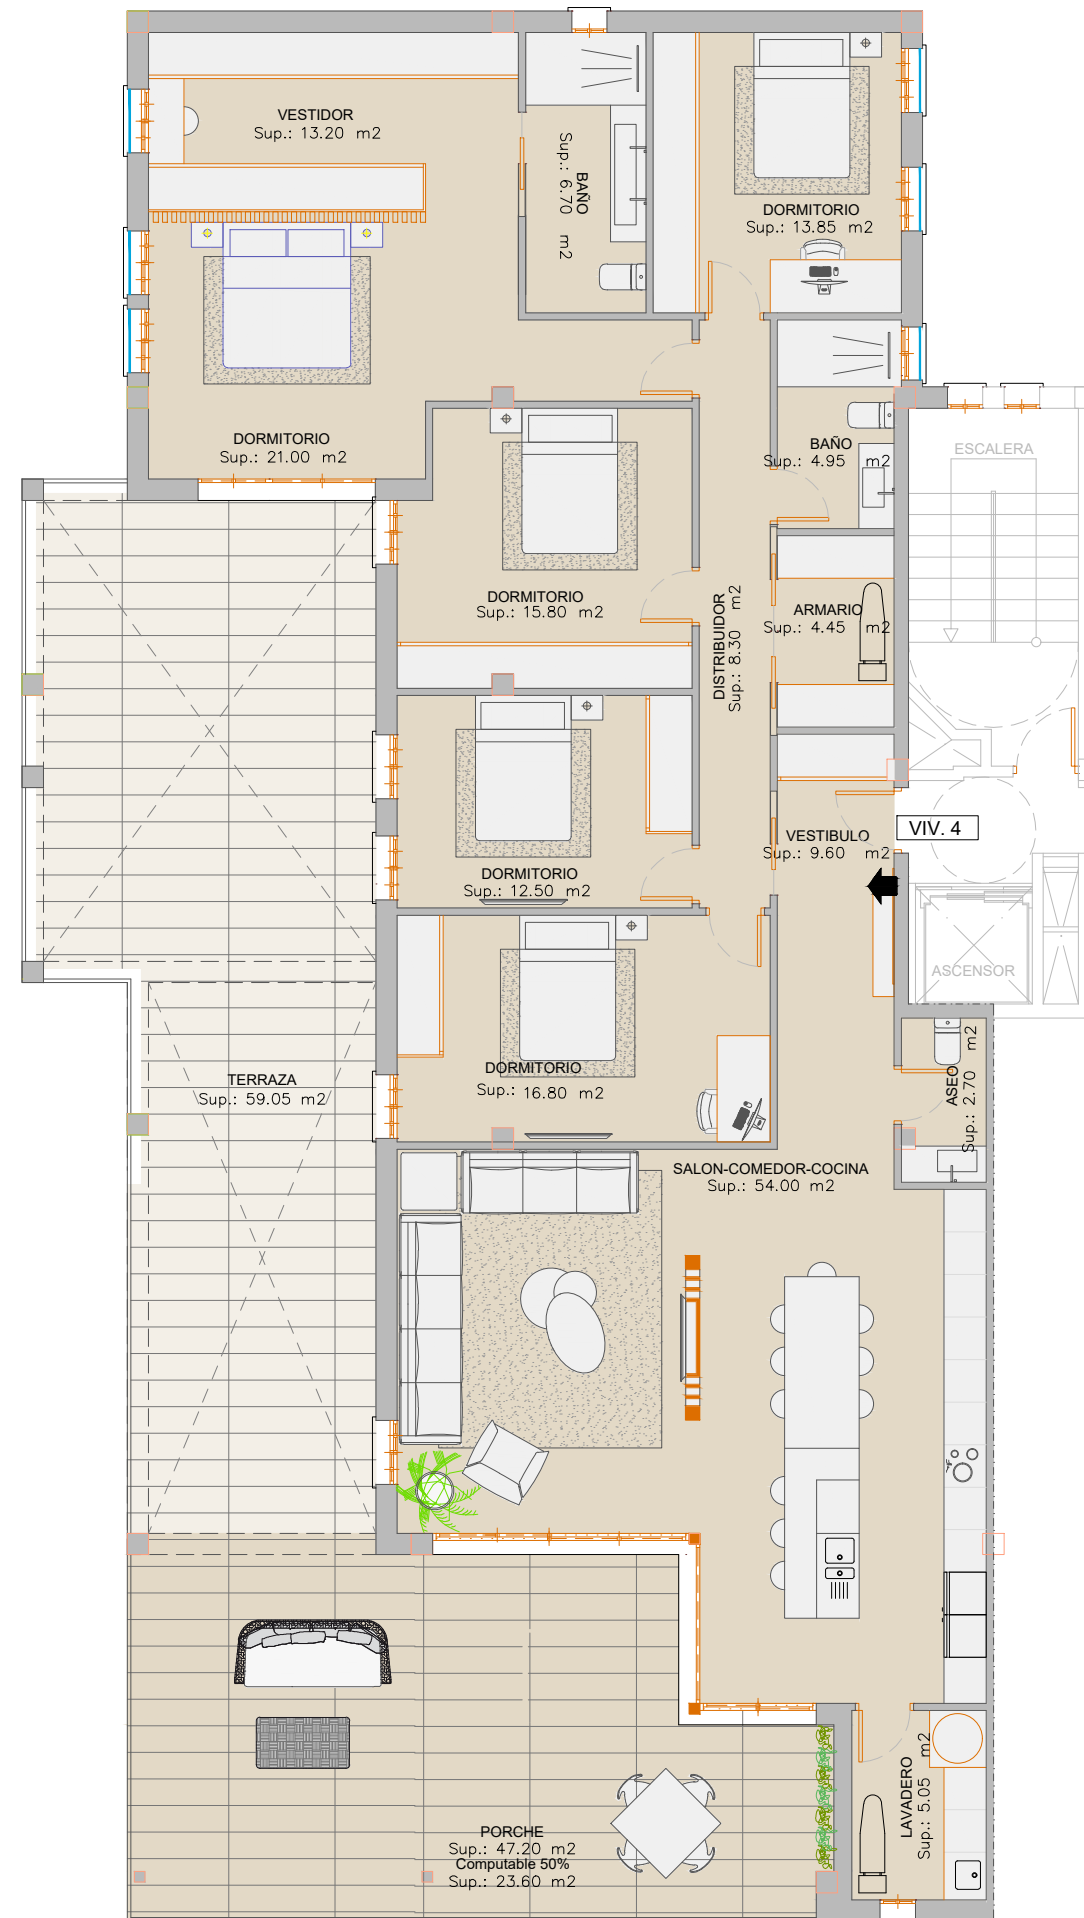 VESTIDOR
Sup.: 13.20 m2
BAÑO
Sup.: 6.70 m2
DORMITORIO
Sup.: 13.85 m2
DORMITORIO
Sup.: 21.00 m2
BAÑO
Sup.: 4.95 m2
ESCALERA
DORMITORIO
Sup.: 15.80 m2
DISTRIBUIDOR
Sup.: 8.30 m2
ARMARIO
Sup.: 4.45 m2
VESTIBULO
Sup.: 9.60 m2
VIV. 4
DORMITORIO
Sup.: 12.50 m2
ASCENSOR
DORMITORIO
Sup.: 16.80 m2
TERRAZA
Sup.: 59.05 m2
ASEO
Sup.: 2.70 m2
SALON-COMEDOR-COCINA
Sup.: 54.00 m2
LAVADERO
Sup.: 5.05 m2
PORCHE
Sup.: 47.20 m2
Computable 50%
Sup.: 23.60 m2